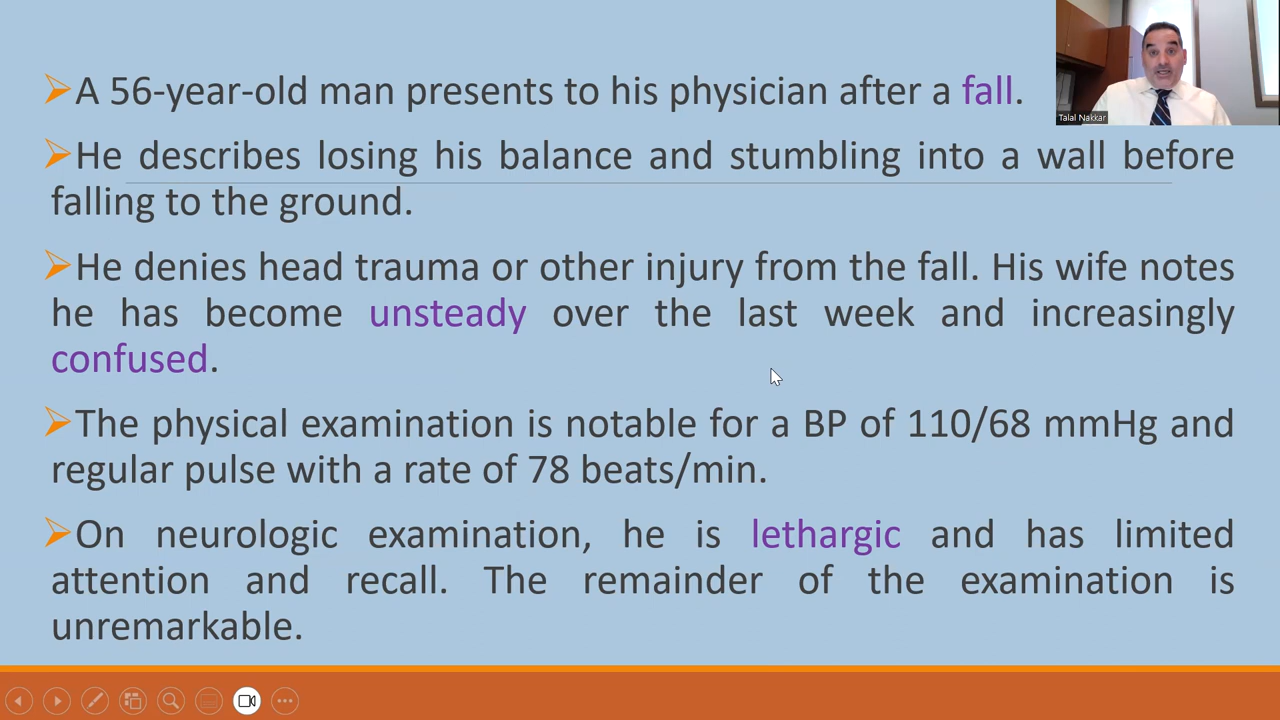 A 56-year-old man presents to his physician after a fall.
Talal Nakkar
He describes losing his balance and stumbling into a wall before
falling to the ground.
He denies head trauma or other injury from the fall. His wife notes
he has become unsteady over the last week and increasingly
confused.
The physical examination is notable for a BP of 110/68 mmHg and
regular pulse with a rate of 78 beats/min.
On neurologic examination, he is lethargic and has limited
attention and recall. The remainder of the examination is
unremarkable.